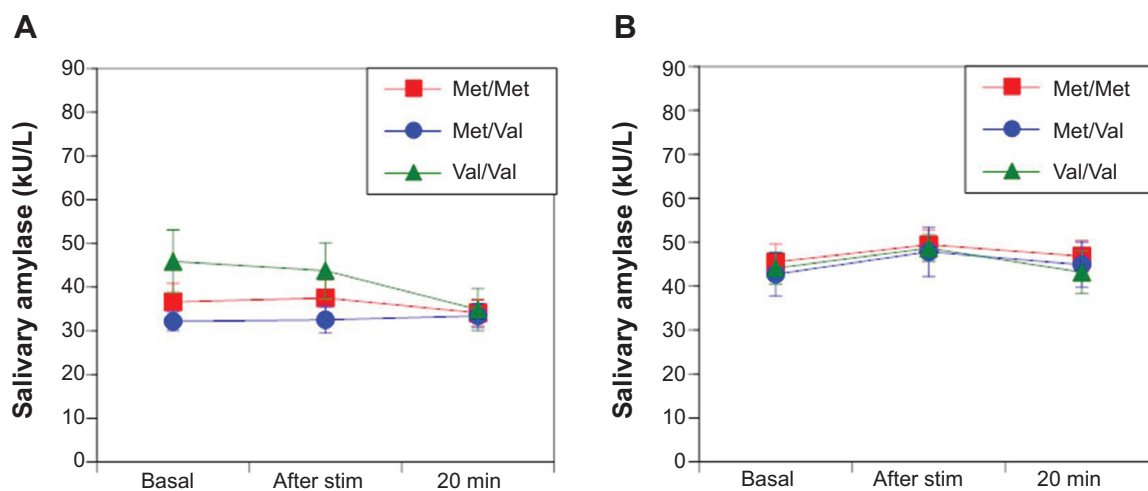 A
Salivary amylase (kU/L)
90
80
70
60
50
40
30
20
10
0
Met/Met
Met/Val
Val/Val
Basal After stim 20 min
B
Salivary amylase (kU/L)
90
80
70
60
50
40
30
20
10
0
Met/Met
Met/Val
Val/Val
Basal After stim 20 min